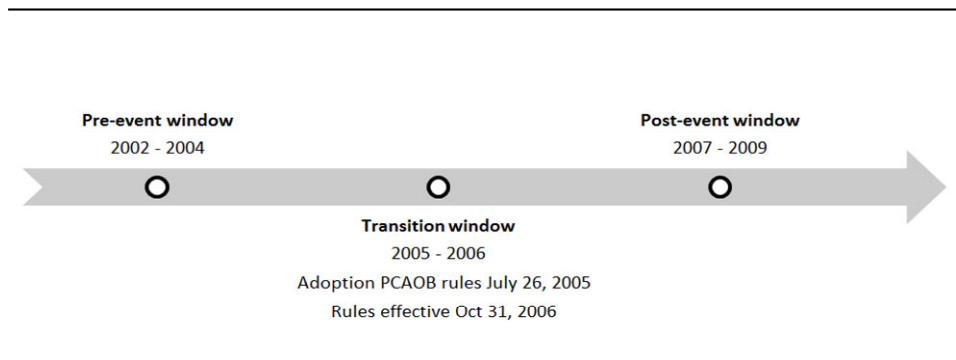 Pre-event window
2002 - 2004
Post-event window
2007 - 2009
Transition window
2005 - 2006
Adoption PCAOB rules July 26, 2005
Rules effective Oct 31, 2006